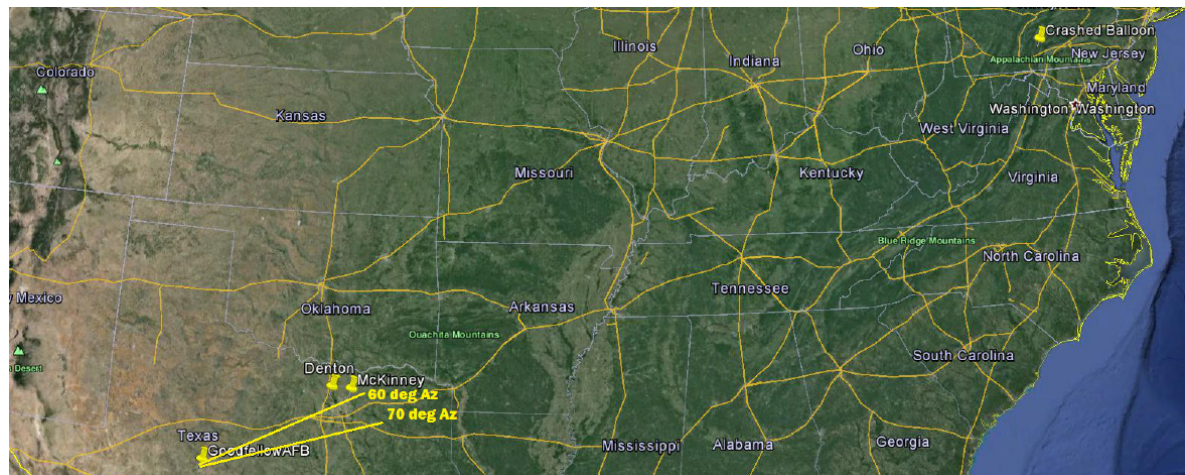 Crashed Balloon
Illinois
Indiana
Ohio
Appalachian Mountains
New Jersey
Colorado
Maryland
Kansas
Washington Washington
West Virginia
Missouri
Kentucky
Virginia
Blue Ridge Mountains
North Carolina
Mexico
Oklahoma
Arkansas
Tennessee
Ouachita Mountains
South Carolina
Desert
Denton
McKinney
60 deg Az
70 deg Az
Texas
GoodfellowAFB
Mississippi
Alabama
Georgia